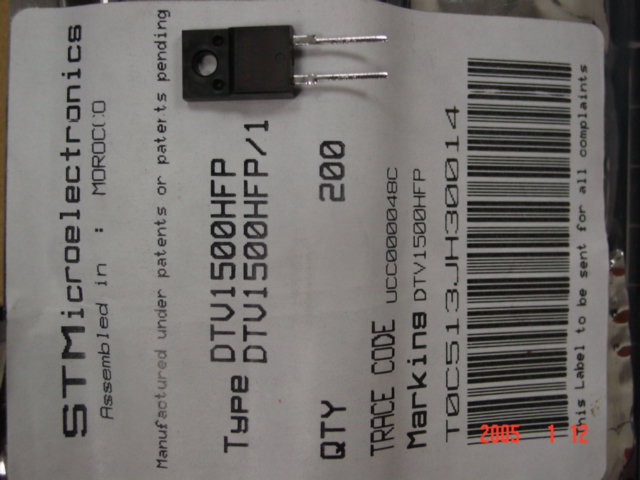 STMicroelectronics
Assembled in : MOROCCO
Manufactured under patents or patents pending
Type DTV1500HFP
DTV1500HFP/1
QTY 200
TRACE CODE UCC000048C
Marking DTV1500HFP
T0C513JH30014
This Label to be sent for all complaints
2005 1 12